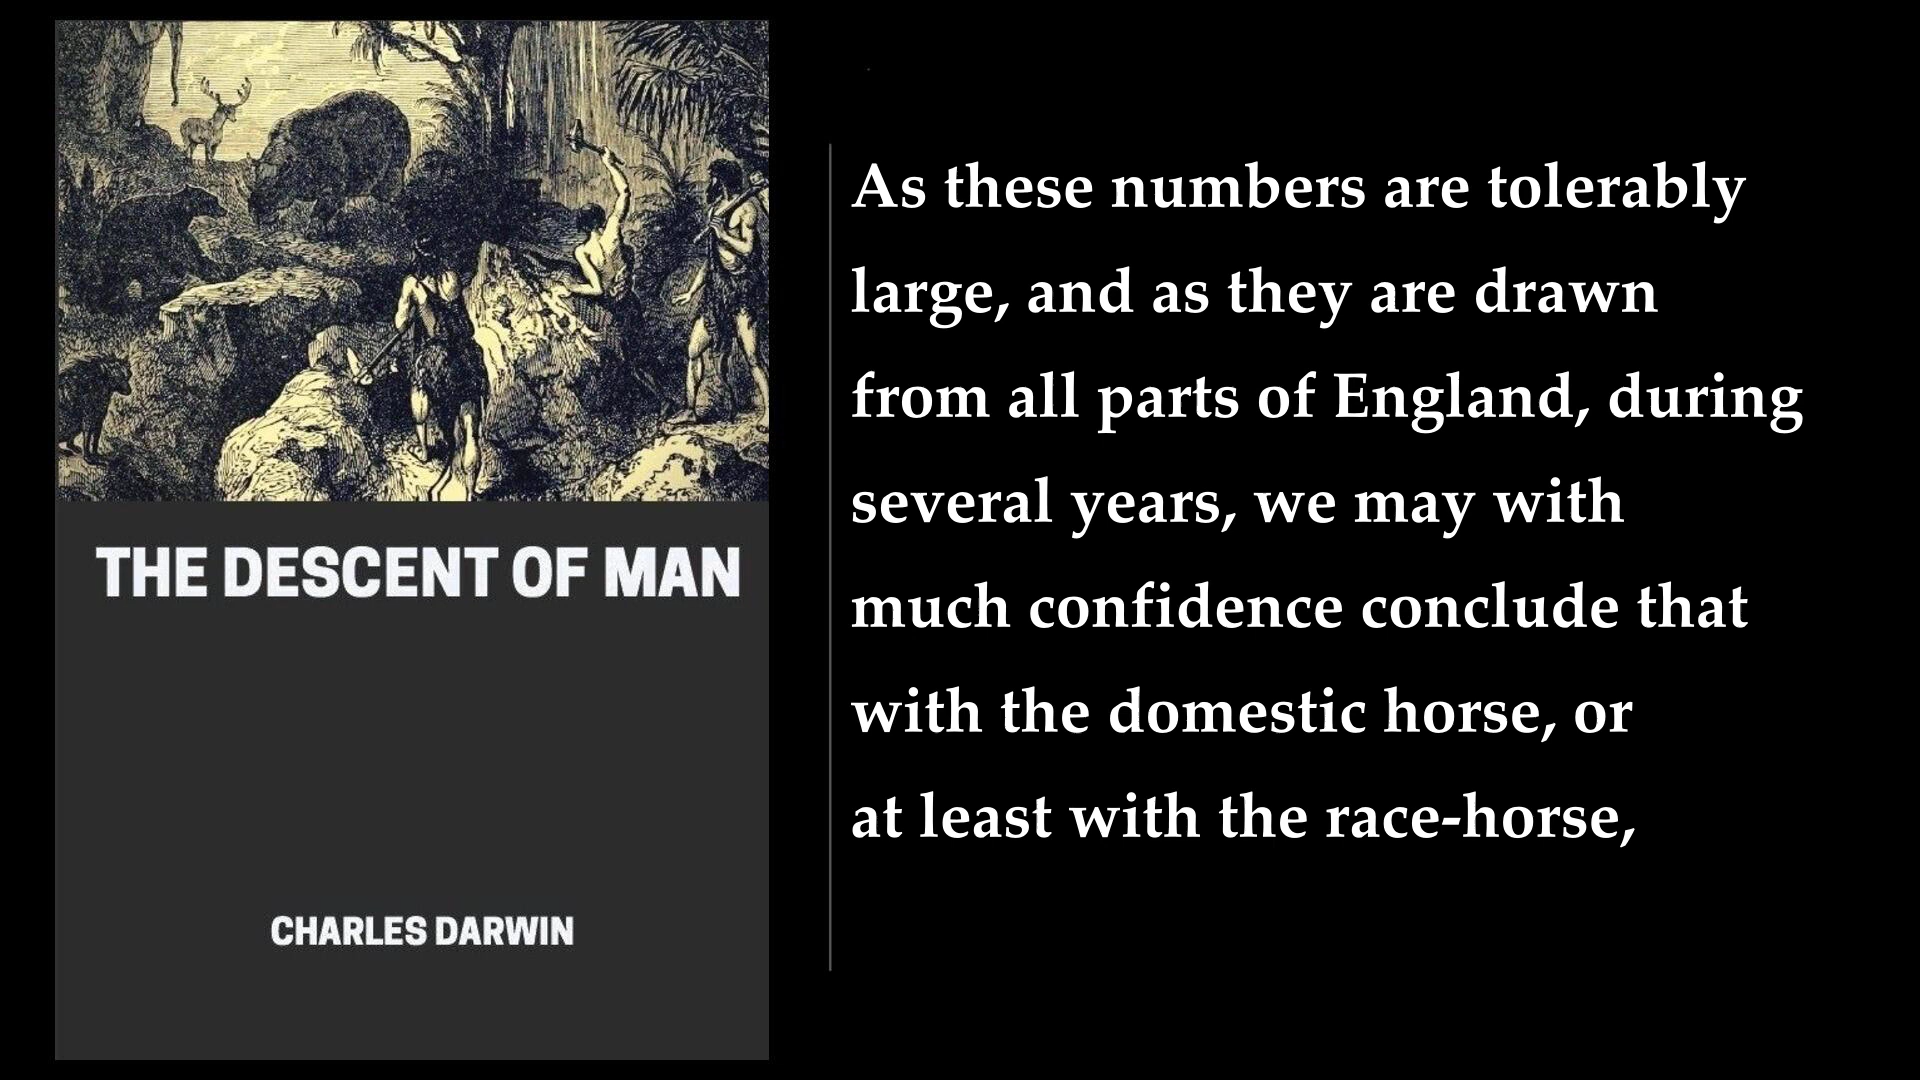 THE DESCENT OF MAN
CHARLES DARWIN
As these numbers are tolerably
large, and as they are drawn
from all parts of England, during
several years, we may with
much confidence conclude that
with the domestic horse, or
at least with the race-horse,